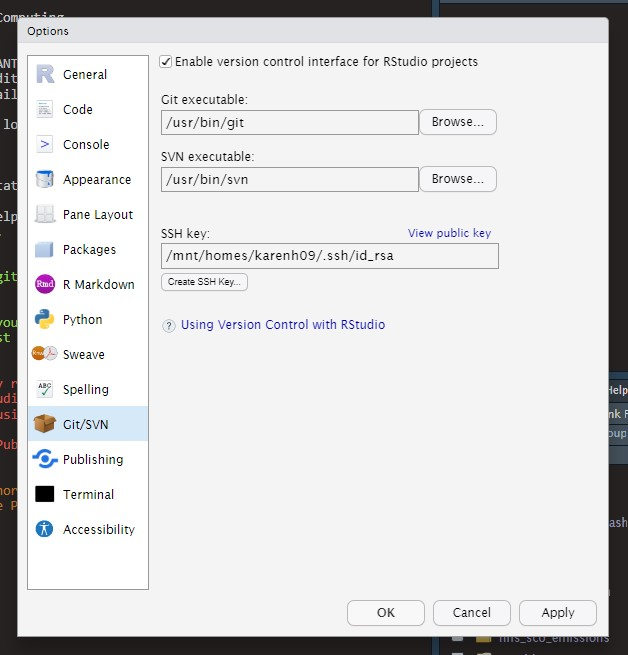 Computing
Options
General
Code
Console
Appearance
Pane Layout
Packages
Rmd
R Markdown
Python
Sweave
ABC
Spelling
Git/SVN
Publishing
Terminal
Accessibility
Enable version control interface for RStudio projects
Git executable:
/usr/bin/git
Browse...
SVN executable:
/usr/bin/svn
Browse...
SSH key:
View public key
/mnt/homes/karenh09/.ssh/id_rsa
Create SSH Key...
? Using Version Control with RStudio
OK
Cancel
Apply
Help